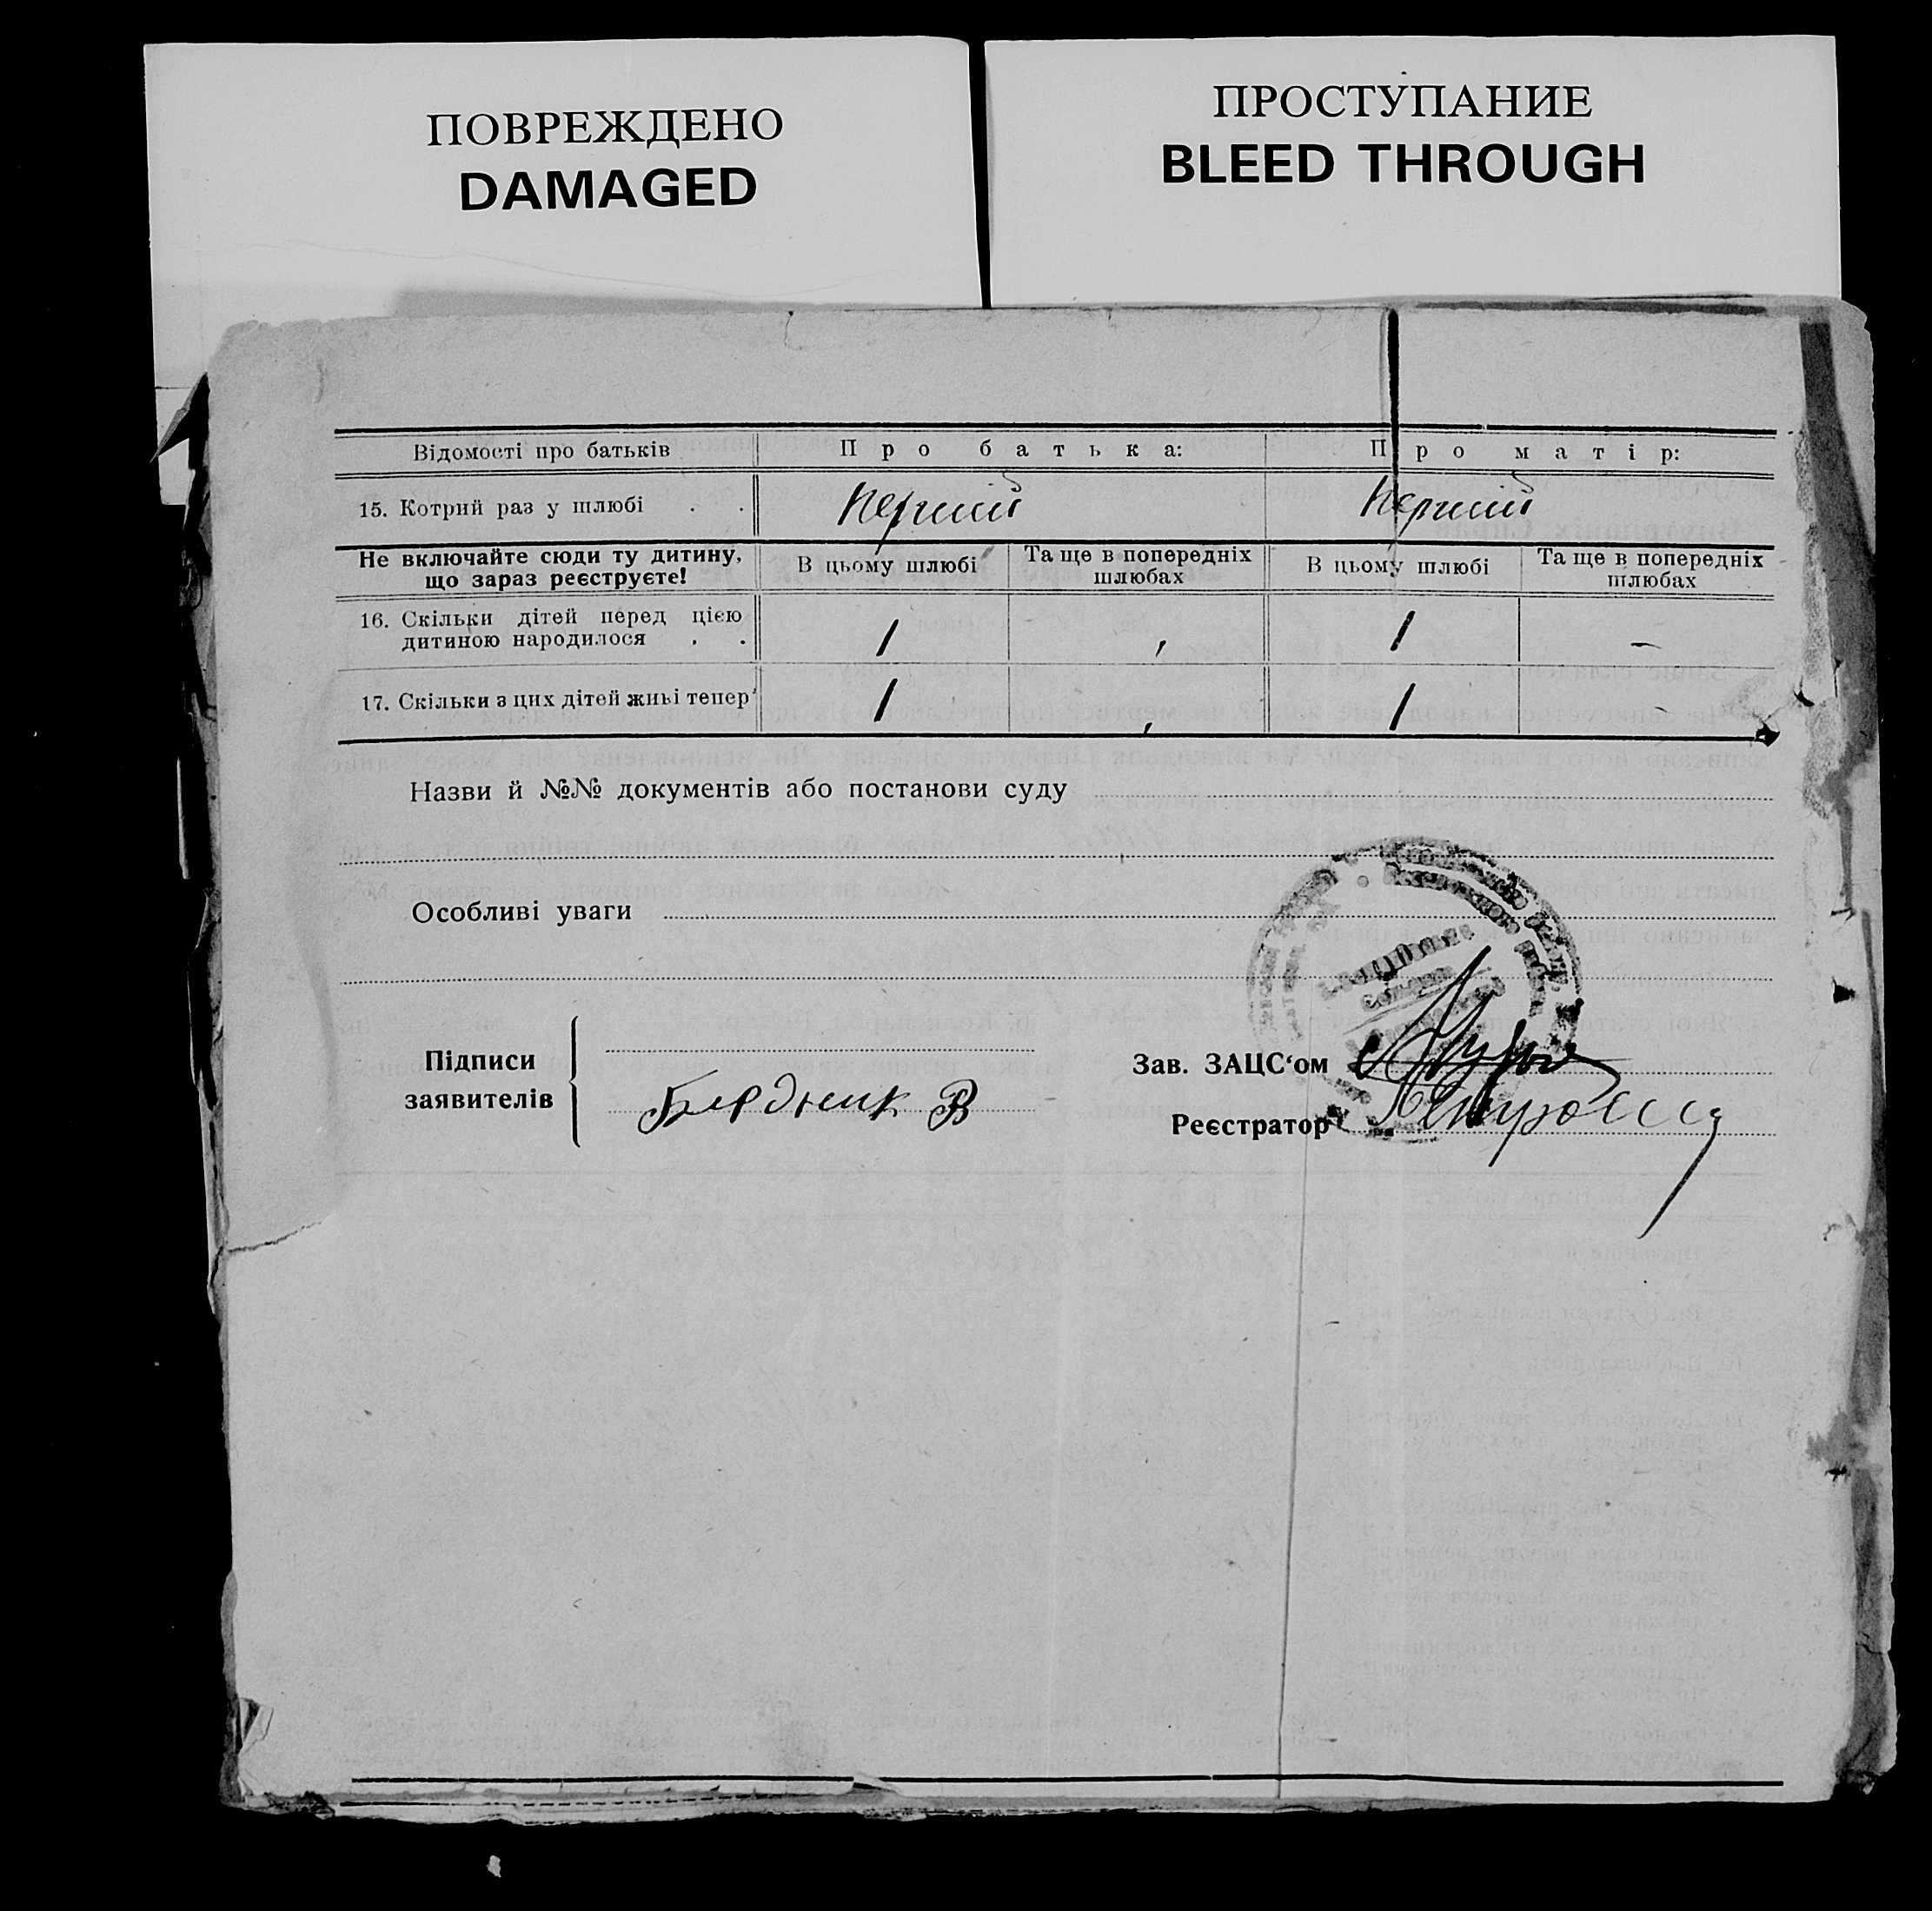 ПОВРЕЖДЕНО
DAMAGED
ПРОСТУПАНИЕ
BLEED THROUGH
Відомості про батьків Про батька: Про матір:
15. Котрий раз у шлюбі . . Перший Перший
Не включайте сюди ту дитину, що зараз реєструєте! В цьому шлюбі Та ще в попередніх шлюбах В цьому шлюбі Та ще в попередніх шлюбах
16. Скільки дітей перед цією
дитиною народилося . . 1 , 1 –
17. Скільки з цих дітей живі тепер 1 , 1 –
Назви й №№ документів або постанови суду
Особливі уваги
Підписи
заявителів
Бердник В
Зав. ЗАЦС‘ом
Реєстратор